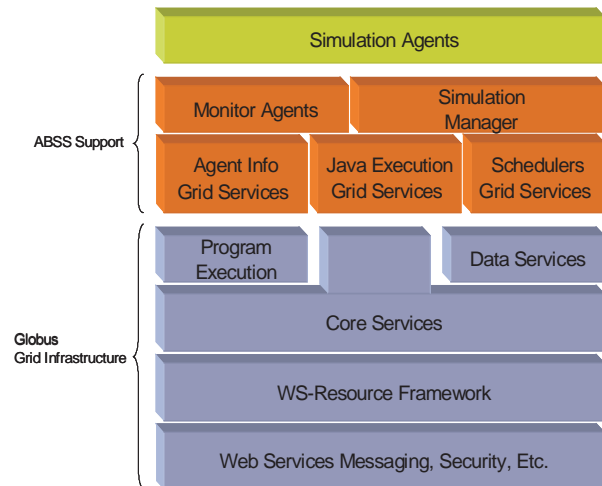 Simulation Agents
Monitor Agents
Simulation
Manager
ABSS Support
Agent Info
Grid Services
Java Execution
Grid Services
Schedulers
Grid Services
Program
Execution
Data Services
Core Services
Globus
Grid Infrastructure
WS-Resource Framework
Web Services Messaging, Security, Etc.